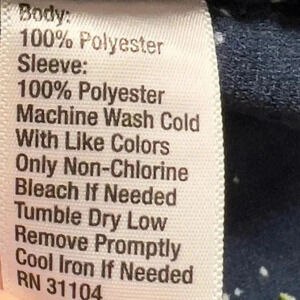 Body:
100% Polyester
Sleeve:
100% Polyester
Machine Wash Cold
With Like Colors
Only Non-Chlorine
Bleach If Needed
Tumble Dry Low
Remove Promptly
Cool Iron If Needed
RN 31104